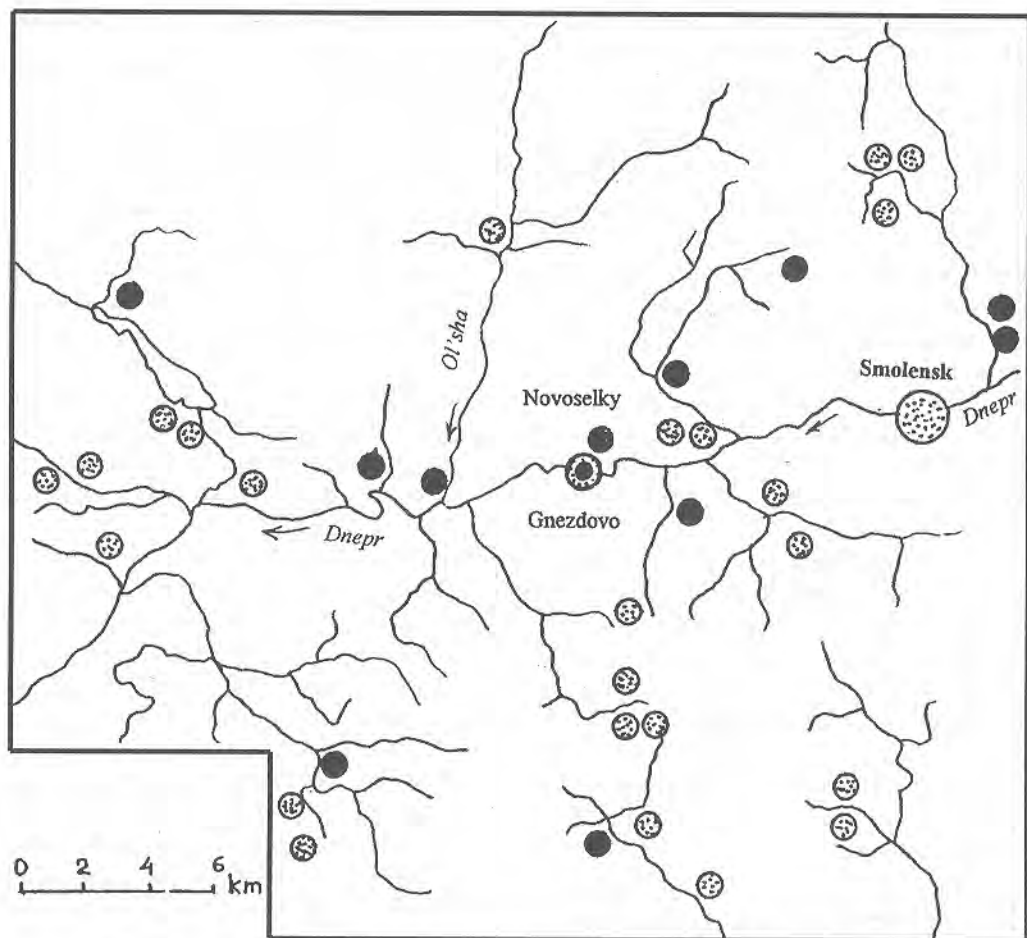 Ol'sha
Smolensk
Novoselky
Dnepr
Gnezdovo
Dnepr
0 2 4 6 km